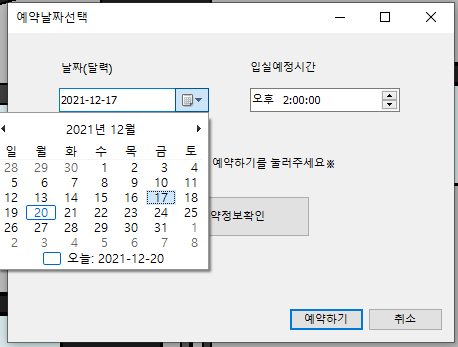 예약날짜선택
날짜(달력)
입실예정시간
2021-12-17
오후 2:00:00
2021년 12월
일 월 화 수 목 금 토
28 29 30 1 2 3 4
5 6 7 8 9 10 11
12 13 14 15 16 17 18
19 20 21 22 23 24 25
26 27 28 29 30 31 1
2 3 4 5 6 7 8
오늘: 2021-12-20
예약하기를 눌러주세요※
약정보확인
예약하기
취소